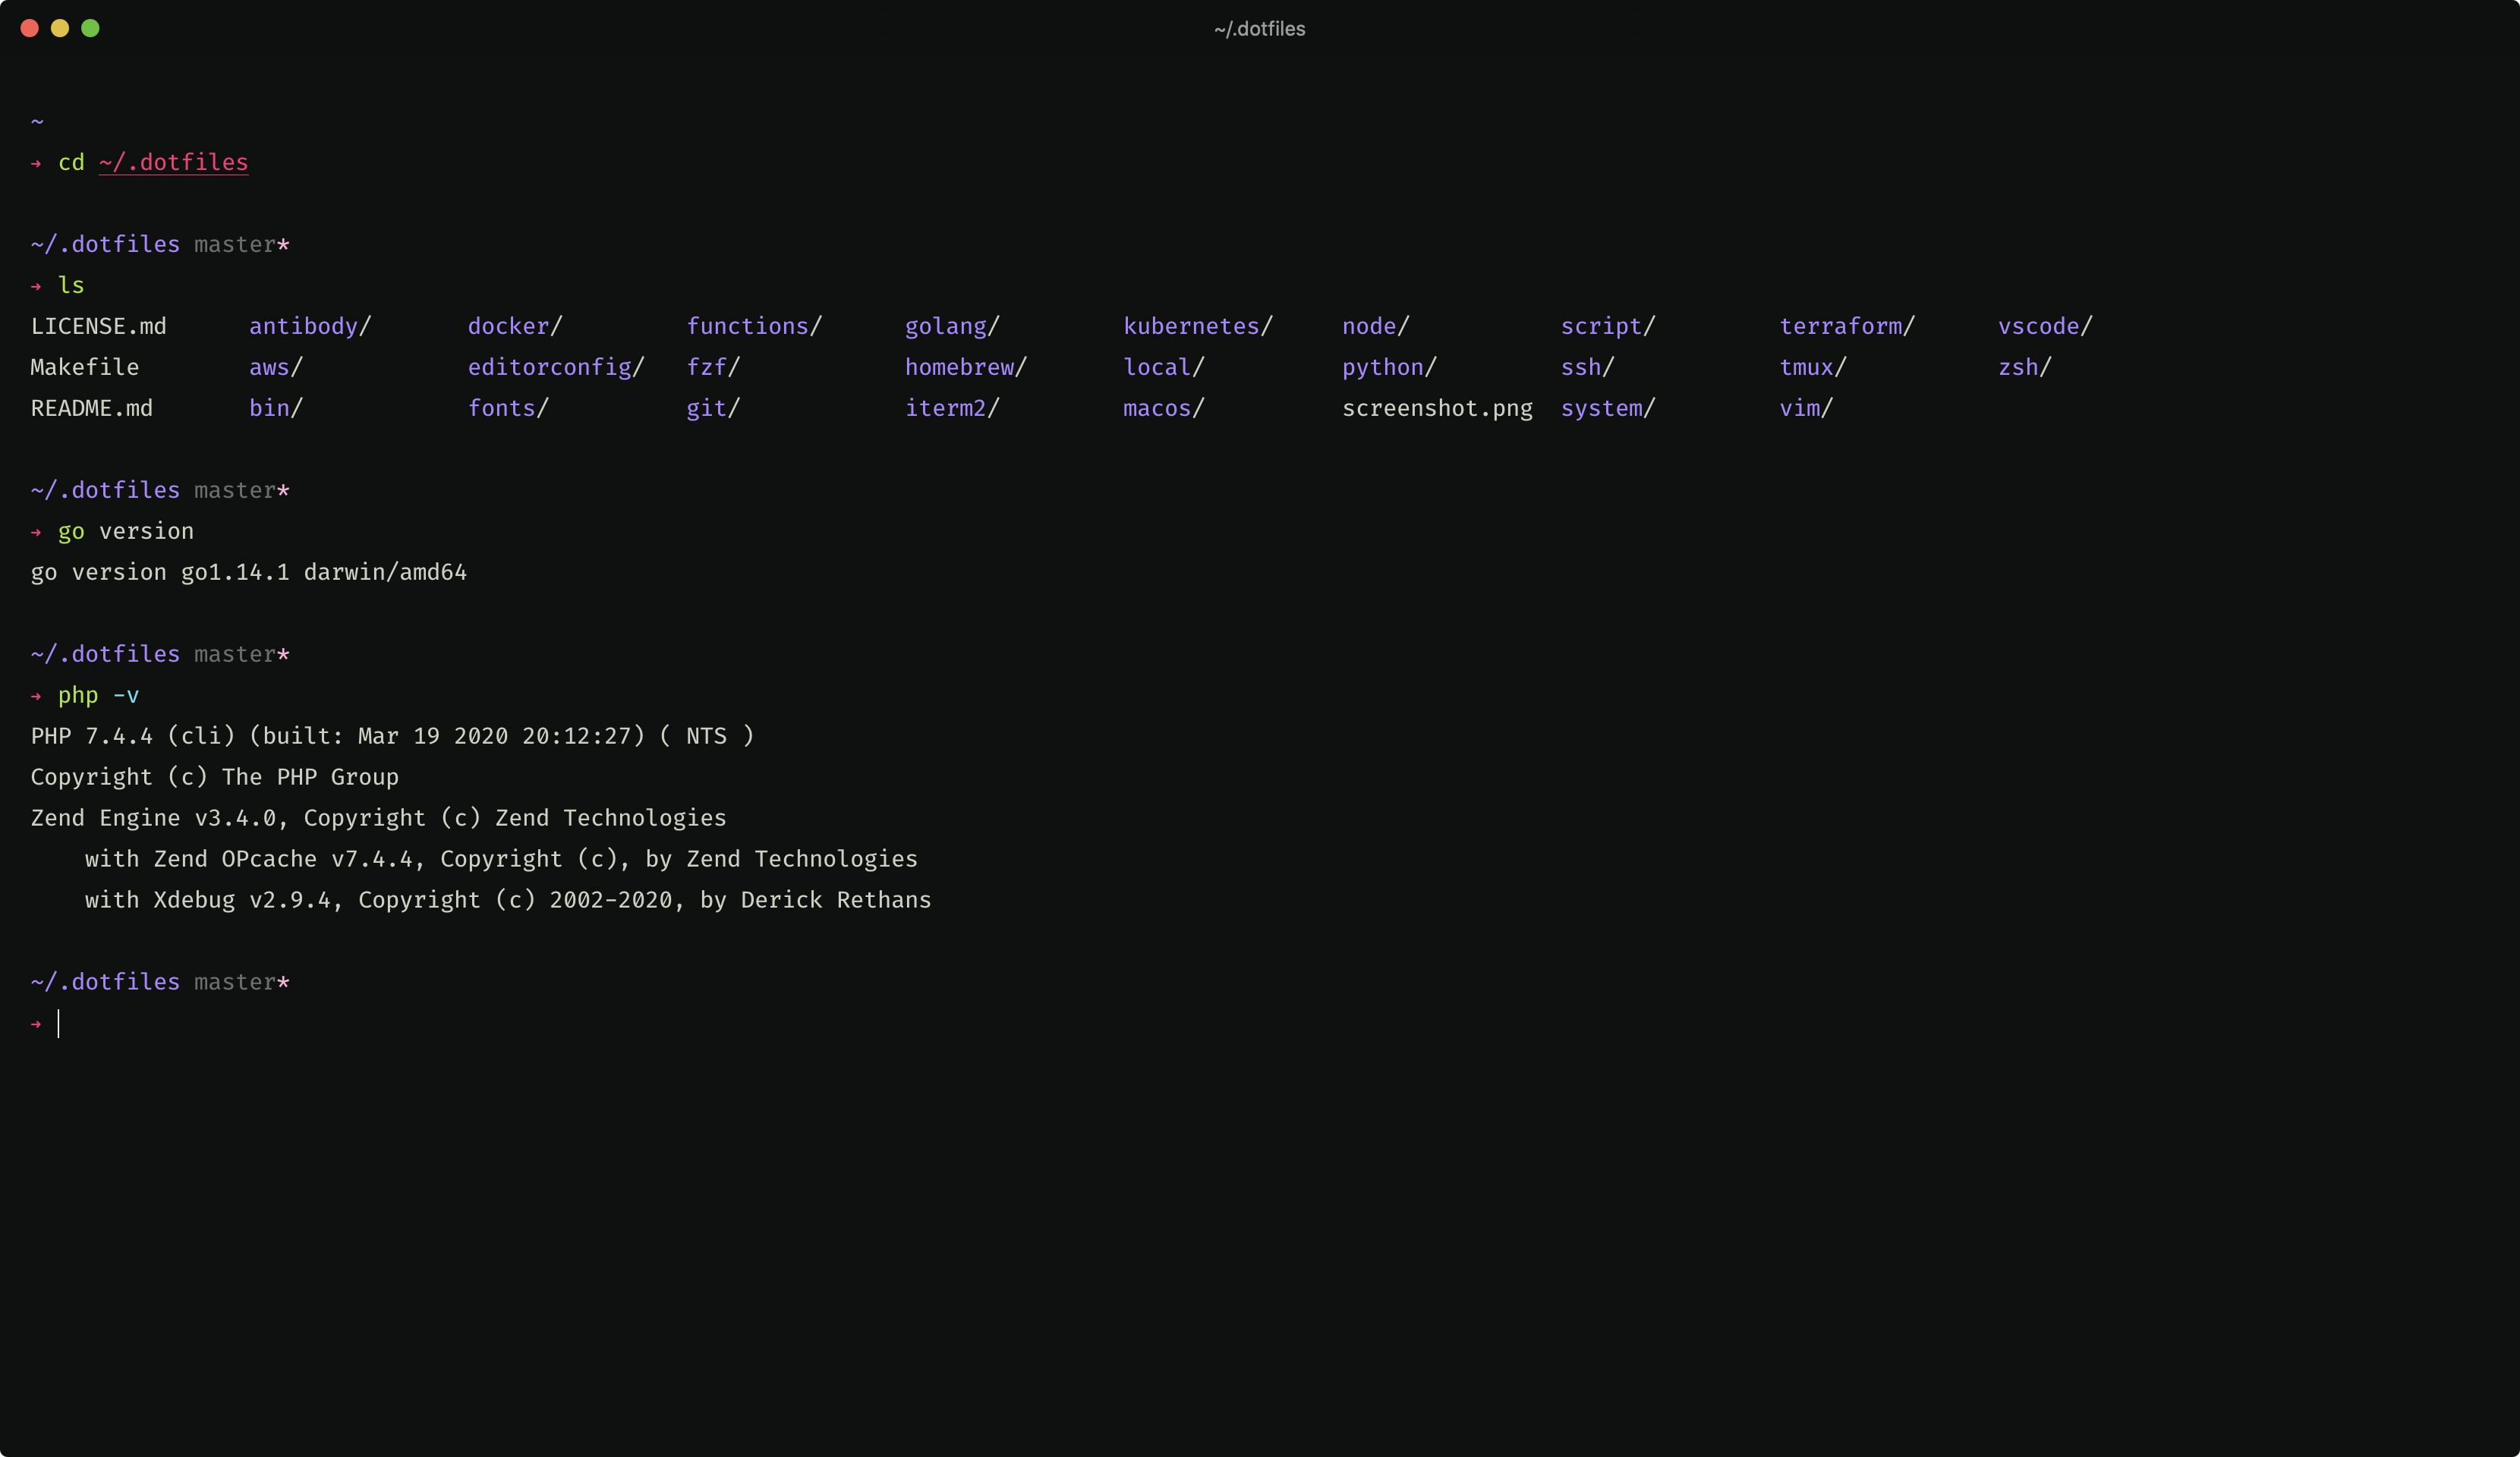 ~/.dotfiles
~
→ cd ~/.dotfiles
~/.dotfiles master*
→ ls
LICENSE.md      antibody/       docker/         functions/      golang/         kubernetes/     node/           script/         terraform/      vscode/
Makefile        aws/            editorconfig/   fzf/            homebrew/       local/          python/         ssh/            tmux/           zsh/
README.md       bin/            fonts/          git/            iterm2/         macos/          screenshot.png  system/         vim/
~/.dotfiles master*
→ go version
go version go1.14.1 darwin/amd64
~/.dotfiles master*
→ php -v
PHP 7.4.4 (cli) (built: Mar 19 2020 20:12:27) ( NTS )
Copyright (c) The PHP Group
Zend Engine v3.4.0, Copyright (c) Zend Technologies
    with Zend OPcache v7.4.4, Copyright (c), by Zend Technologies
    with Xdebug v2.9.4, Copyright (c) 2002-2020, by Derick Rethans
~/.dotfiles master*
→